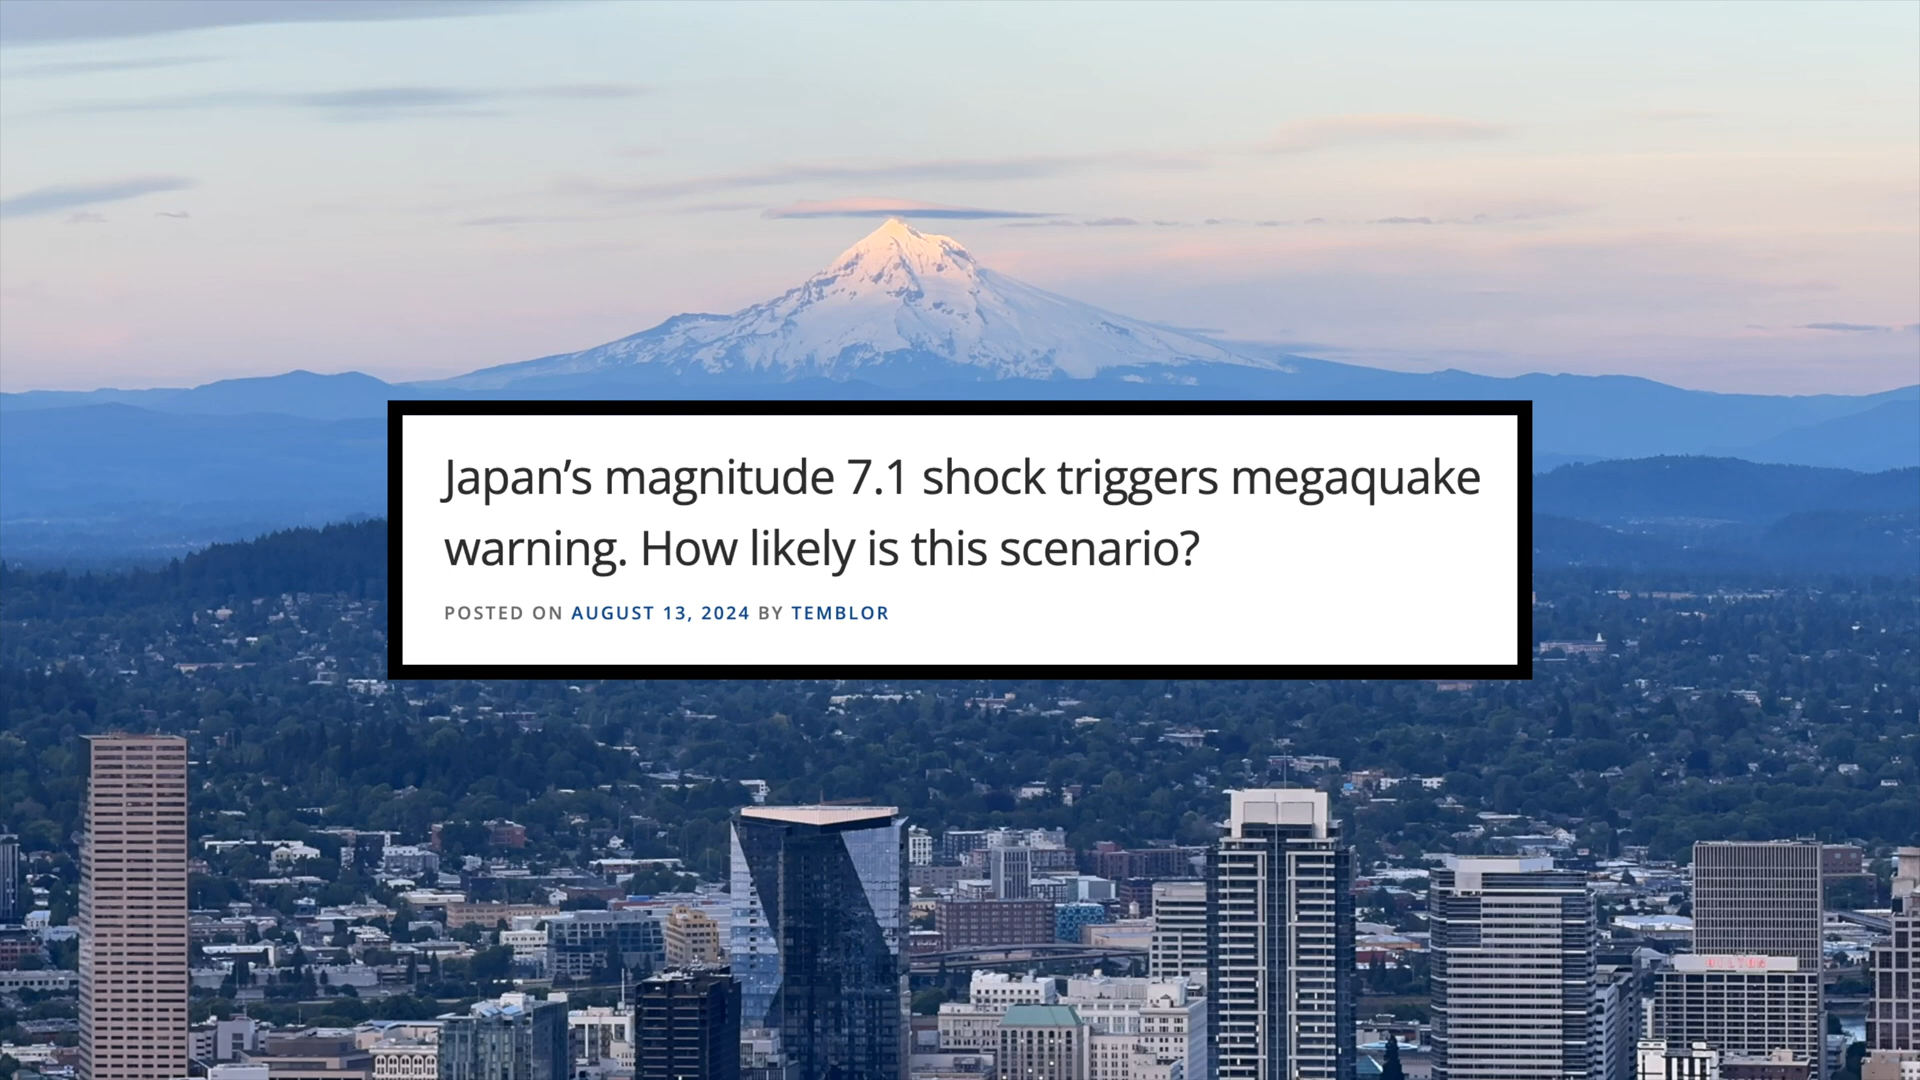 Japan’s magnitude 7.1 shock triggers megaquake
warning. How likely is this scenario?
POSTED ON AUGUST 13, 2024 BY TEMBLOR
HILTON